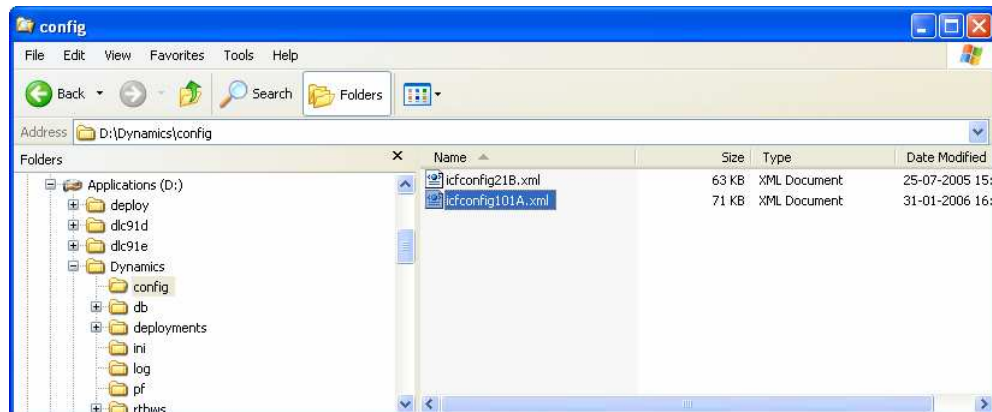 config
File Edit View Favorites Tools Help
Back Search Folders
Address D:\Dynamics\config
Folders Name Size Type Date Modified
Applications (D:) icfconfig21B.xml 63 KB XML Document 25-07-2005 15:
deploy icfconfig101A.xml 71 KB XML Document 31-01-2006 16:
dlc91d
dlc91e
Dynamics
config
db
deployments
ini
log
pf
rtbws